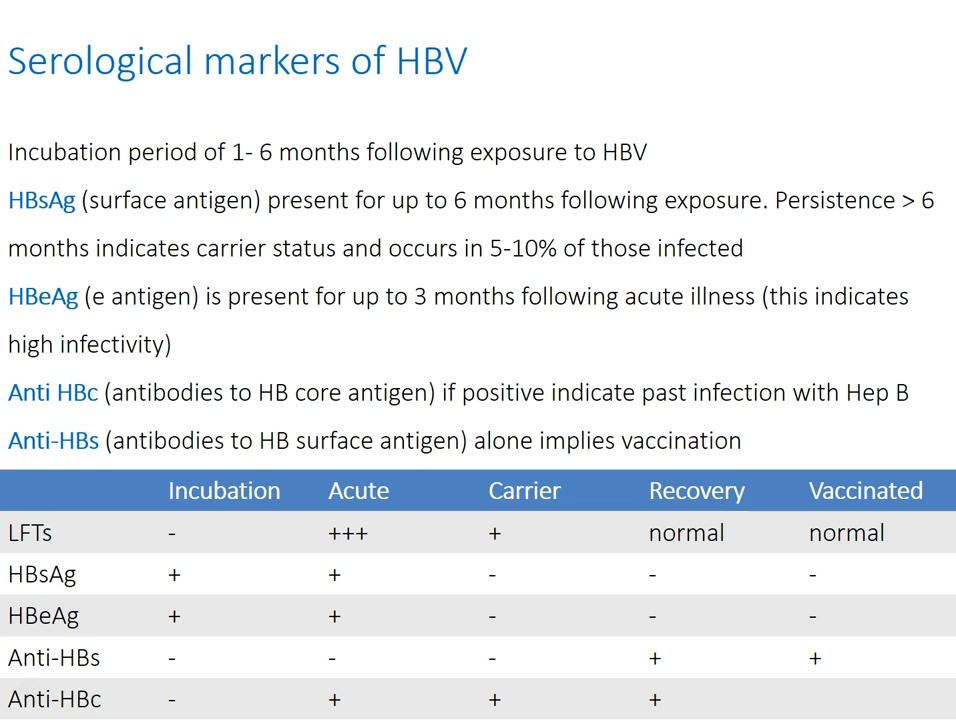 Serological markers of HBV
Incubation period of 1- 6 months following exposure to HBV
HBsAg (surface antigen) present for up to 6 months following exposure. Persistence > 6
months indicates carrier status and occurs in 5-10% of those infected
HBeAg (e antigen) is present for up to 3 months following acute illness (this indicates
high infectivity)
Anti HBc (antibodies to HB core antigen) if positive indicate past infection with Hep B
Anti-HBs (antibodies to HB surface antigen) alone implies vaccination
Incubation Acute Carrier Recovery Vaccinated
LFTs - +++ + normal normal
HBsAg + + - - -
HBeAg + + - - -
Anti-HBs - - - + +
Anti-HBc - + + +